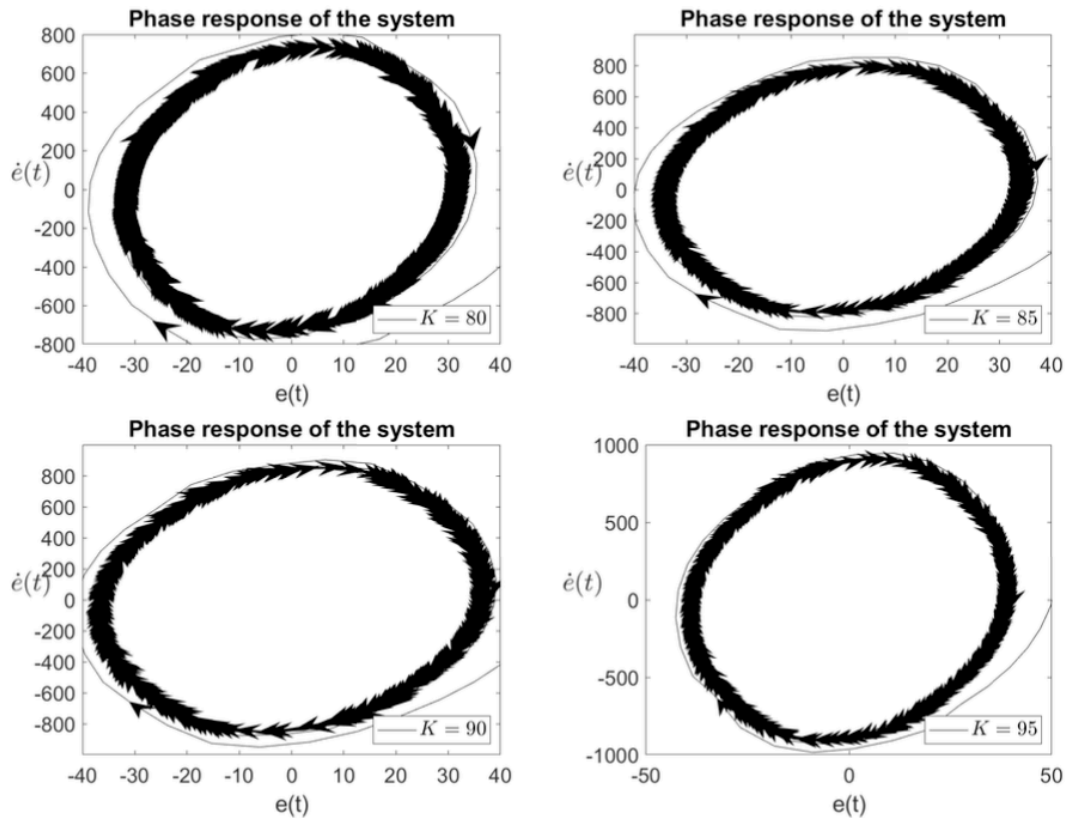 Phase response of the system
800
600
400
200
0
-200
-400
-600
-800
ė(t)
-40 -30 -20 -10 0 10 20 30 40
e(t)
K = 80
Phase response of the system
800
600
400
200
0
-200
-400
-600
-800
ė(t)
-40 -30 -20 -10 0 10 20 30 40
e(t)
K = 85
Phase response of the system
800
600
400
200
0
-200
-400
-600
-800
ė(t)
-40 -30 -20 -10 0 10 20 30 40
e(t)
K = 90
Phase response of the system
1000
500
0
-500
-1000
ė(t)
-50 0 50
e(t)
K = 95